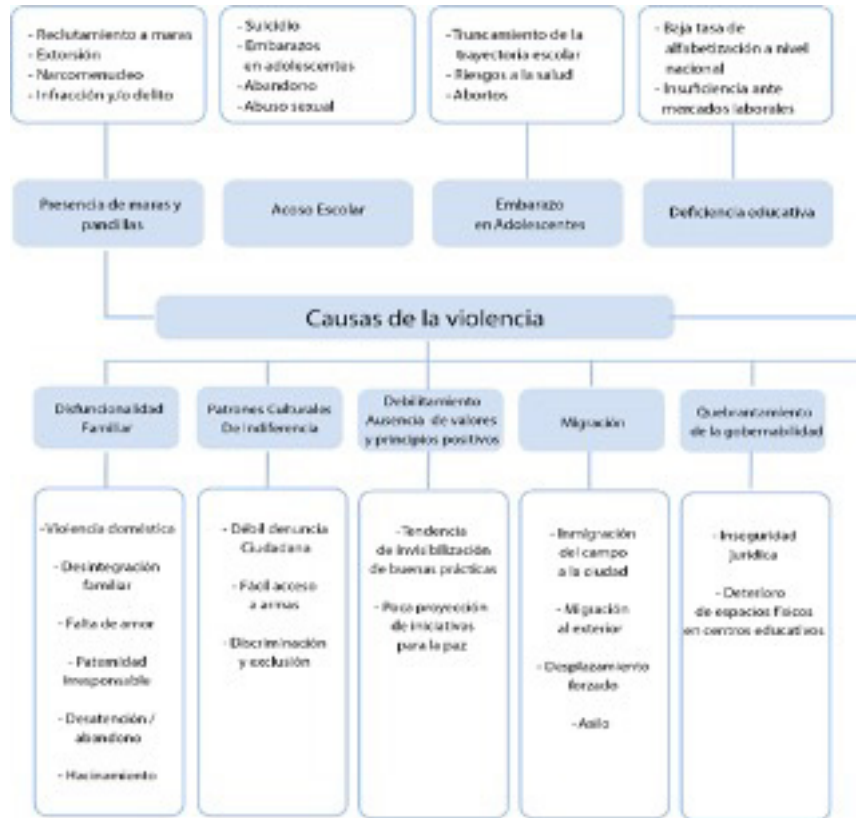 - Reclutamiento a maras
- Extorsión
- Narcomenudeo
- Infracción y/o delito
- Suicidio
- Embarazos
en adolescentes
- Abandono
- Abuso sexual
- Truncamiento de la
trayectoria escolar
- Riesgos a la salud
- Abortos
- Baja tasa de
alfabetización a nivel
nacional
- Insuficiencia ante
mercados laborales
Presencia de maras y
pandillas
Acoso Escolar
Embarazo
en Adolescentes
Deficiencia educativa
Causas de la violencia
Disfuncionalidad
Familiar
Patrones Culturales
De Indiferencia
Debilitamiento
Ausencia de valores
y principios positivos
Migración
Quebrantamiento
de la gobernabilidad
-Violencia doméstica
- Desintegración
familiar
- Falta de amor
- Paternidad
Irresponsable
- Desatención /
abandono
- Hacinamiento
- Débil denuncia
Ciudadana
- Fácil acceso
a armas
- Discriminación
y exclusión
- Tendencia
de invisibilización
de buenas prácticas
- Poca proyección
de iniciativas
para la paz
- Inmigración
del campo
a la ciudad
- Migración
al exterior
- Desplazamiento
forzado
- Asilo
- Inseguridad
Jurídica
- Deterioro
de espacios físicos
en centros educativos